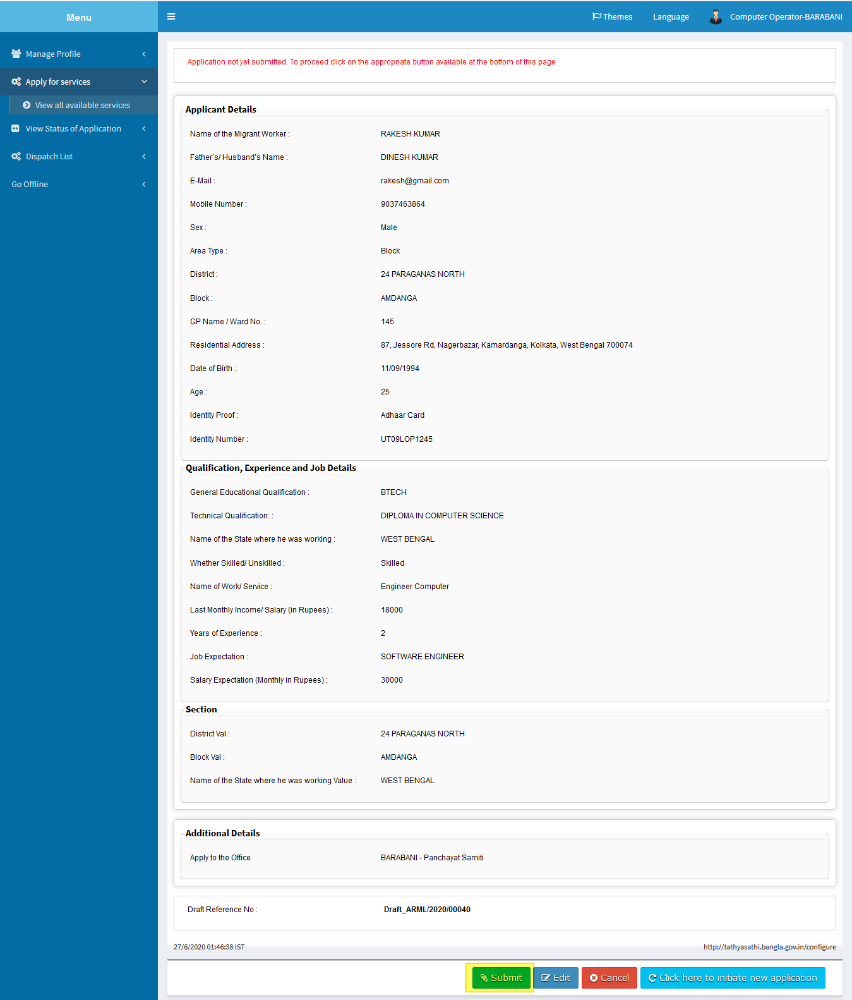 Menu
Themes Language Computer Operator-BARABANI
Manage Profile
Apply for services
View all available services
View Status of Application
Dispatch List
Go Offline
Application not yet submitted. To proceed click on the appropriate button available at the bottom of this page
Applicant Details
Name of the Migrant Worker : RAKESH KUMAR
Father's/ Husband's Name : DINESH KUMAR
E-Mail : rakesh@gmail.com
Mobile Number : 9037463864
Sex : Male
Area Type : Block
District : 24 PARAGANAS NORTH
Block : AMDANGA
GP Name / Ward No. : 145
Residential Address : 87, Jessore Rd, Nagerbazar, Kamardanga, Kolkata, West Bengal 700074
Date of Birth : 11/09/1994
Age : 25
Identity Proof : Adhaar Card
Identity Number : UT09LOP1245
Qualification, Experience and Job Details
General Educational Qualification : BTECH
Technical Qualification: : DIPLOMA IN COMPUTER SCIENCE
Name of the State where he was working : WEST BENGAL
Whether Skilled/ Unskilled : Skilled
Name of Work/ Service : Engineer Computer
Last Monthly Income/ Salary (in Rupees) : 18000
Years of Experience : 2
Job Expectation : SOFTWARE ENGINEER
Salary Expectation (Monthly in Rupees) : 30000
Section
District Val : 24 PARAGANAS NORTH
Block Val : AMDANGA
Name of the State where he was working Value : WEST BENGAL
Additional Details
Apply to the Office BARABANI - Panchayat Samiti
Draft Reference No : Draft_ARML/2020/00040
27/6/2020 01:46:38 IST http://tathyasathi.bangla.gov.in/configure
Submit Edit Cancel Click here to initiate new application